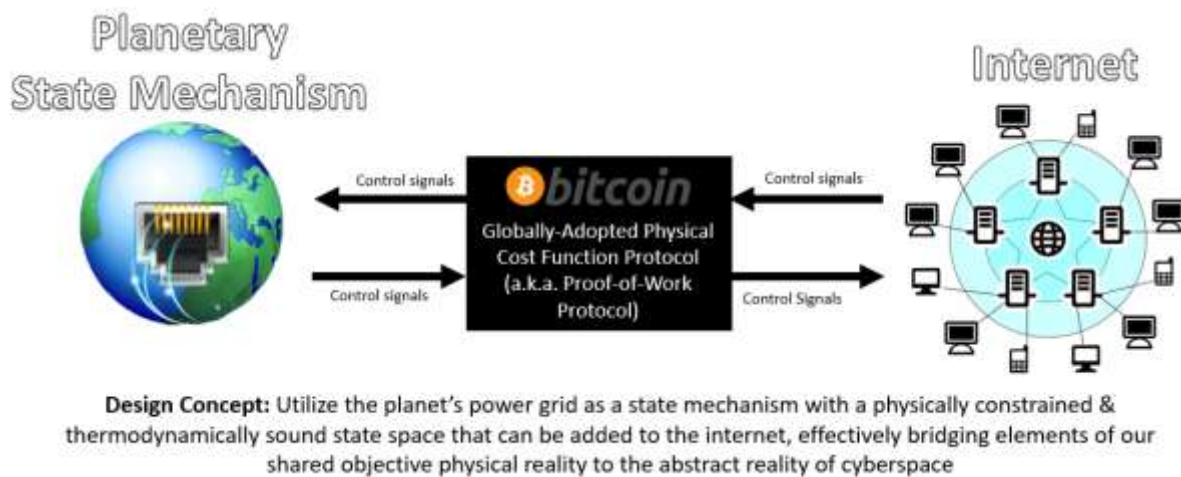 Planetary
State Mechanism
Internet
Control signals
Control signals
bitcoin
Globally-Adopted Physical
Cost Function Protocol
(a.k.a. Proof-of-Work
Protocol)
Control signals
Control Signals
Design Concept: Utilize the planet's power grid as a state mechanism with a physically constrained &
thermodynamically sound state space that can be added to the internet, effectively bridging elements of our
shared objective physical reality to the abstract reality of cyberspace